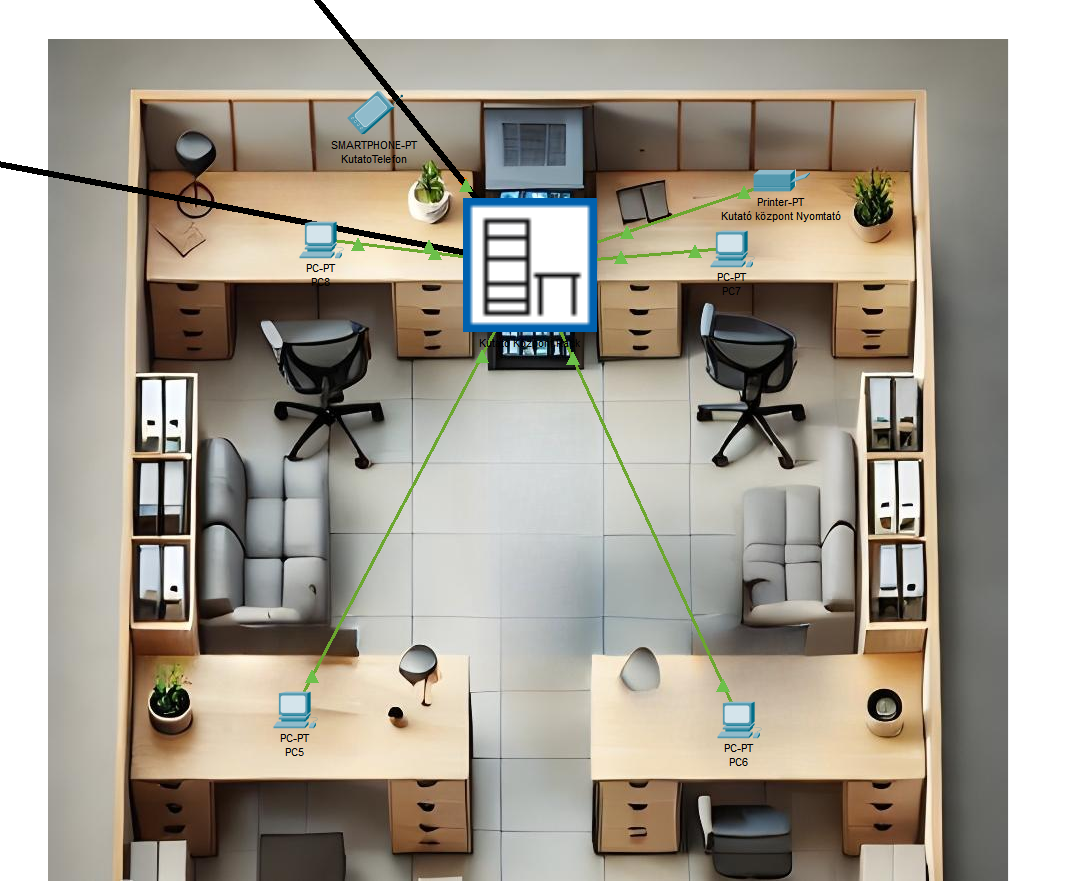 SMARTPHONE-PT
KutatoTelefon
Printer-PT
Kutató központ Nyomtató
PC-PT
PC8
PC-PT
PC7
PC-PT
PC5
PC-PT
PC6